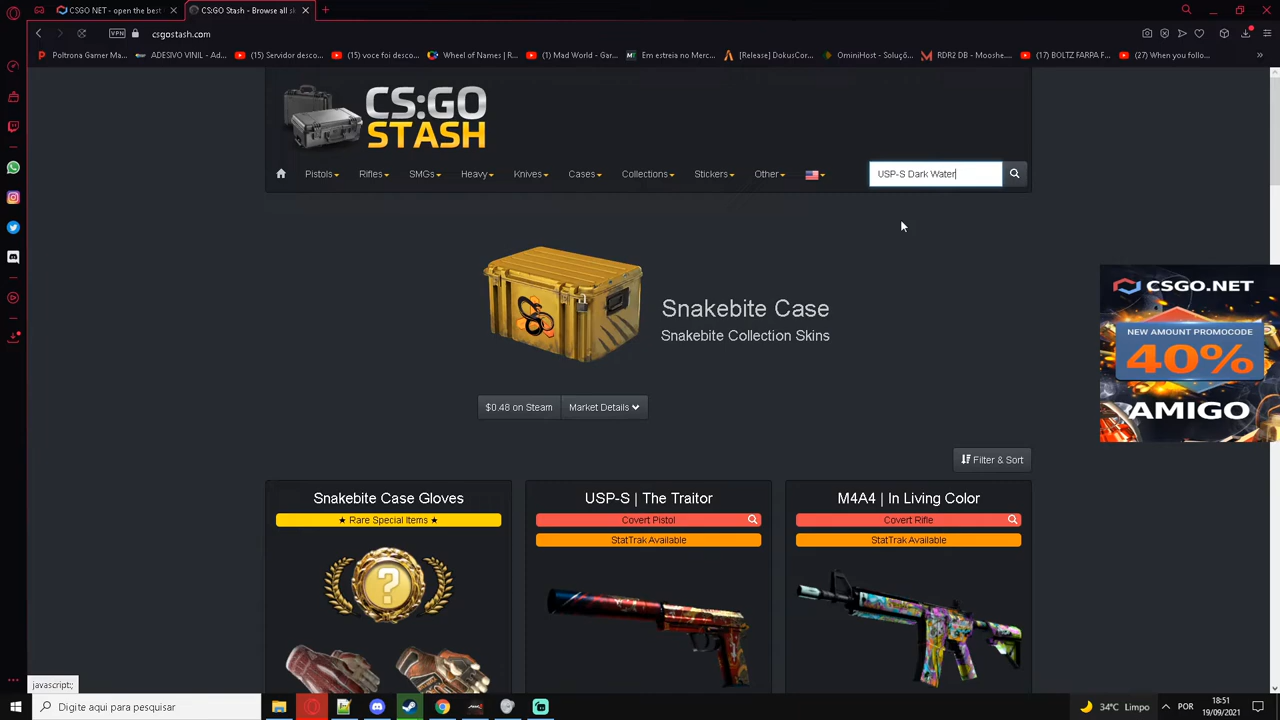 CSGO.NET - open the best
CS:GO Stash - Browse all s
VPN
csgostash.com
Poltrona Gamer Ma...
ADESIVO VINIL - Ad...
(15) Servidor desco...
(15) voce foi desco...
Wheel of Names | R...
(1) Mad World - Gar...
Em estreia no Merc...
[Release] DokusCor...
OminiHost - Soluçõ...
RDR2 DB - Mooshe...
(17) BOLTZ FARPA F...
(27) When you follo...
CS:GO
STASH
Pistols
Rifles
SMGs
Heavy
Knives
Cases
Collections
Stickers
Other
USP-S Dark Water
Snakebite Case
Snakebite Collection Skins
$0.48 on Steam
Market Details
CSGO.NET
NEW AMOUNT PROMOCODE
40%
AMIGO
Filter & Sort
Snakebite Case Gloves
★ Rare Special Items ★
USP-S | The Traitor
Covert Pistol
StatTrak Available
M4A4 | In Living Color
Covert Rifle
StatTrak Available
?
javascript:;
Digite aqui para pesquisar
34°C Limpo
POR
18:51
19/09/2021